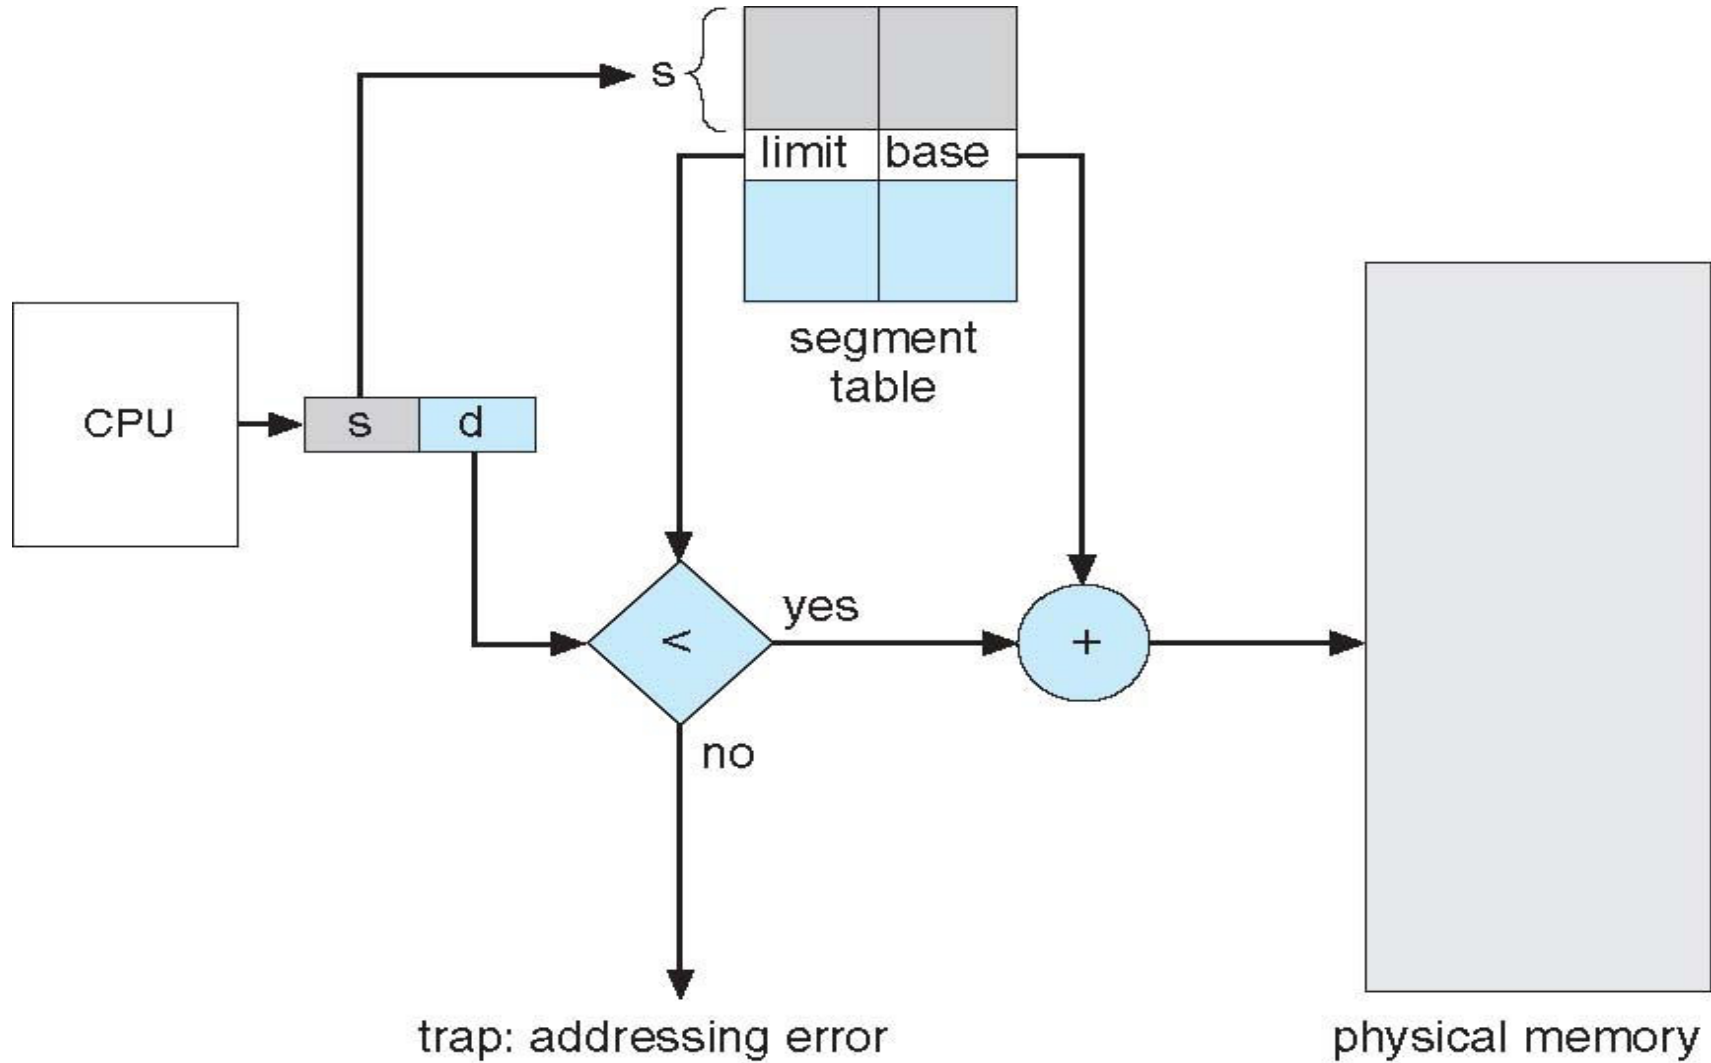 s
limit base
segment
table
CPU
s d
yes
<
+
no
trap: addressing error
physical memory